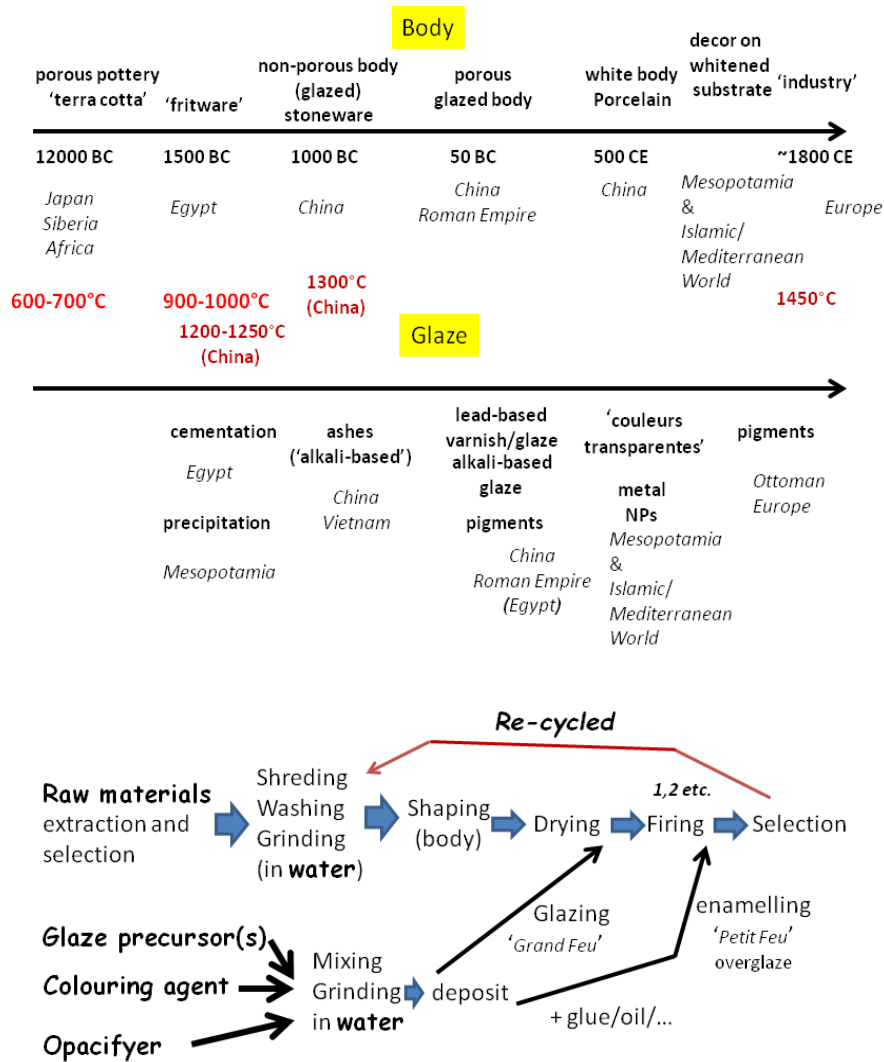 Body
porous pottery
'terra cotta'
'fritware'
non-porous body
(glazed)
stoneware
porous
glazed body
white body
Porcelain
decor on
whitened
substrate
'industry'
12000 BC
1500 BC
1000 BC
50 BC
500 CE
~1800 CE
Japan
Siberia
Africa
Egypt
China
China
Roman Empire
China
Mesopotamia
&
Islamic/
Mediterranean
World
Europe
600-700°C
900-1000°C
1200-1250°C
(China)
1300°C
(China)
1450°C
Glaze
cementation
Egypt
precipitation
Mesopotamia
ashes
('alkali-based')
China
Vietnam
lead-based
varnish/glaze
alkali-based
glaze
pigments
China
Roman Empire
(Egypt)
'couleurs
transparentes'
metal
NPs
Mesopotamia
&
Islamic/
Mediterranean
World
pigments
Ottoman
Europe
Re-cycled
Raw materials
extraction and
selection
Shreding
Washing
Grinding
(in water)
Shaping
(body)
Drying
1,2 etc.
Firing
Selection
Glazing
'Grand Feu'
enamelling
'Petit Feu'
overglaze
Glaze precursor(s)
Colouring agent
Opacifyer
Mixing
Grinding
in water
deposit
+ glue/oil/...